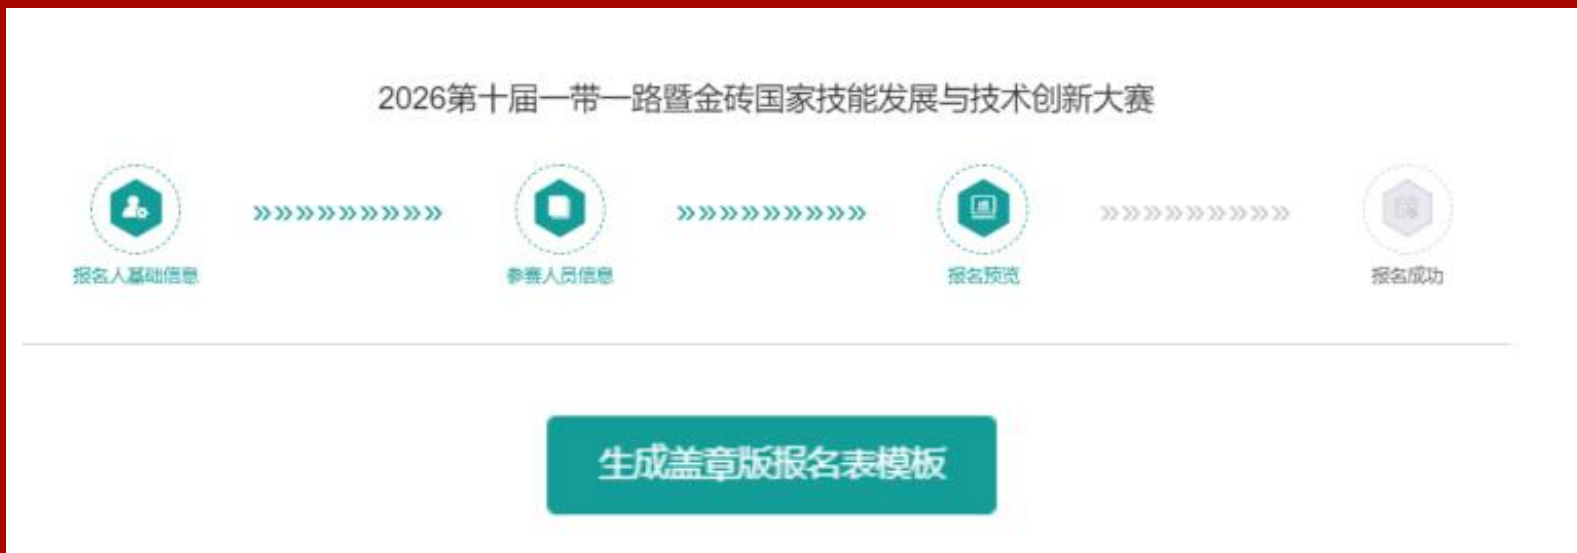 2026第十届一带一路暨金砖国家技能发展与技术创新大赛
报名人基础信息
参赛人员信息
报名预览
报名成功
生成盖章版报名表模板